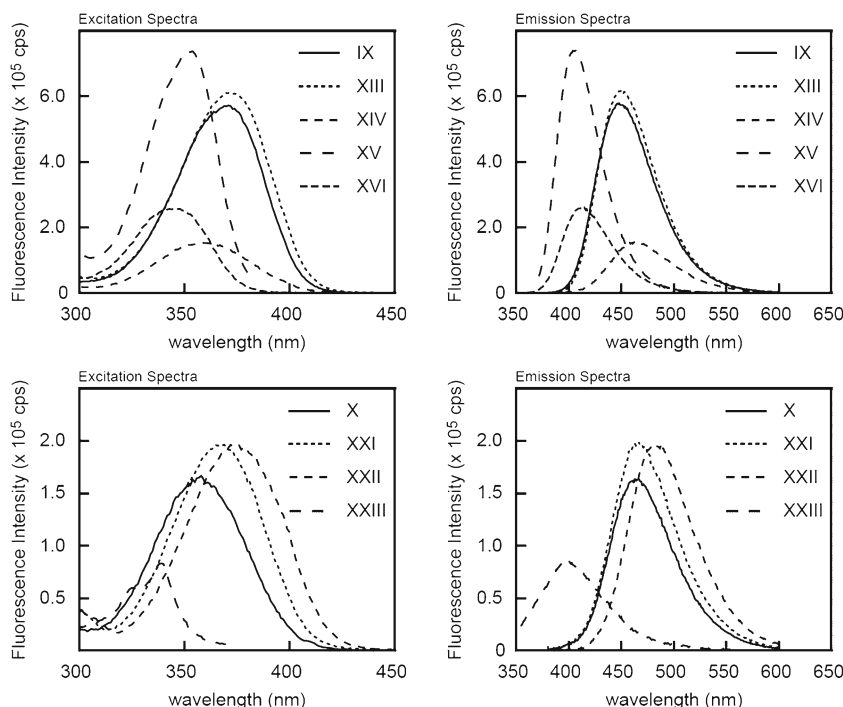 Excitation Spectra
Fluorescence Intensity (x 10⁵ cps)
6.0
4.0
2.0
0
IX
XIII
XIV
XV
XVI
300 350 400 450
wavelength (nm)
Emission Spectra
Fluorescence Intensity (x 10⁵ cps)
6.0
4.0
2.0
0
IX
XIII
XIV
XV
XVI
350 400 450 500 550 600 650
wavelength (nm)
Excitation Spectra
Fluorescence Intensity (x 10⁵ cps)
2.0
1.5
1.0
0.5
0
X
XXI
XXII
XXIII
300 350 400 450
wavelength (nm)
Emission Spectra
Fluorescence Intensity (x 10⁵ cps)
2.0
1.5
1.0
0.5
0
X
XXI
XXII
XXIII
350 400 450 500 550 600 650
wavelength (nm)